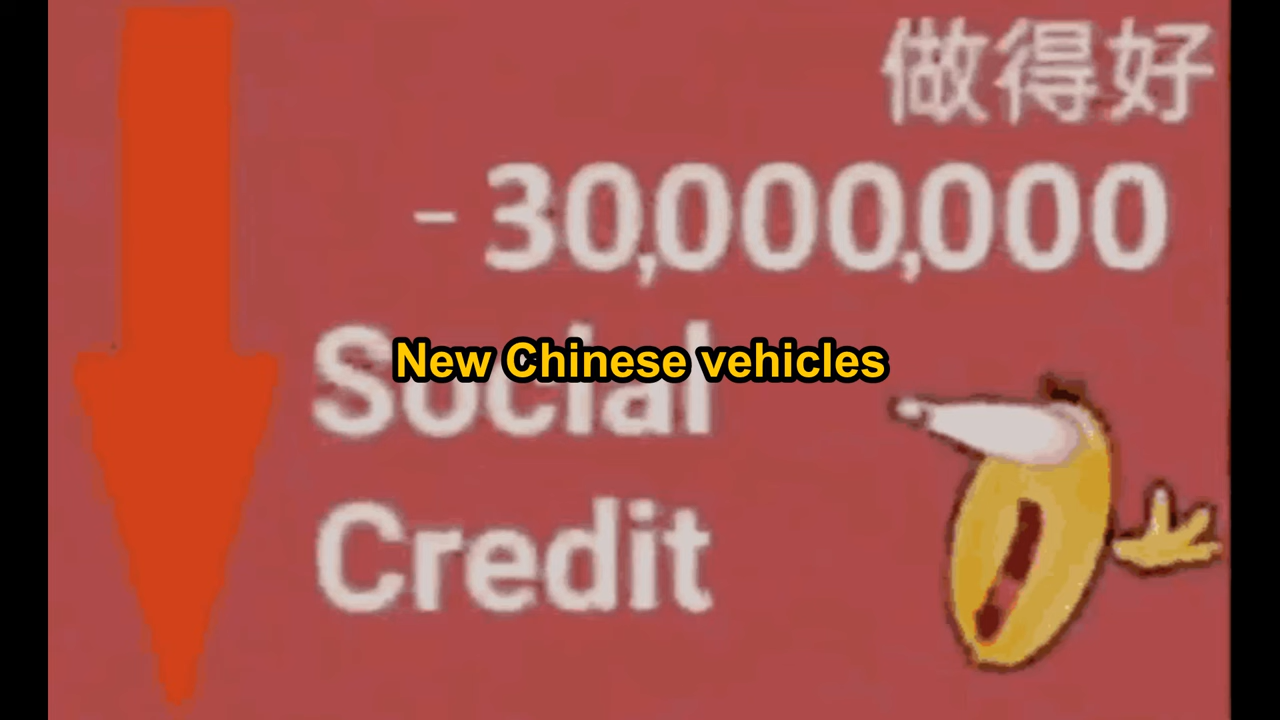 做得好
-30,000,000
Social
New Chinese vehicles
Credit